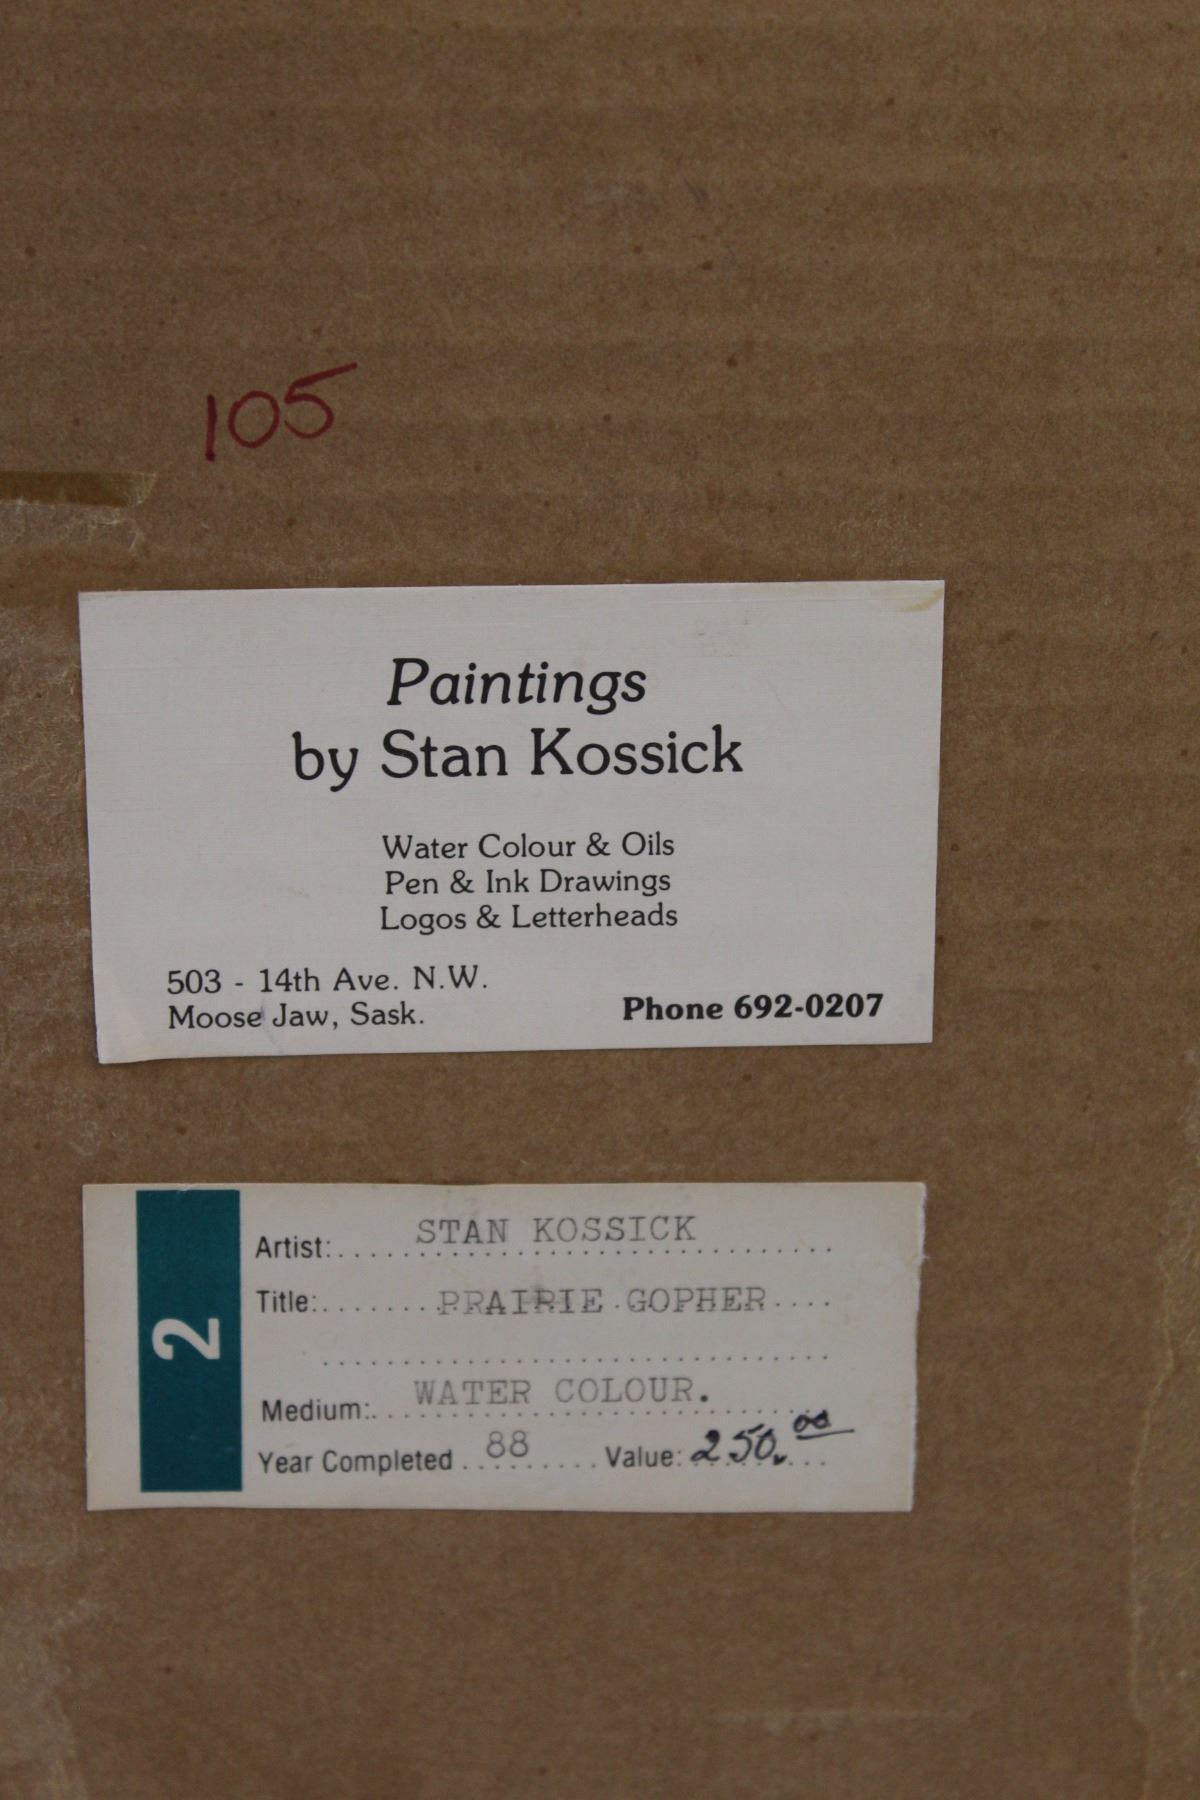 105
Paintings
by Stan Kossick
Water Colour & Oils
Pen & Ink Drawings
Logos & Letterheads
503 - 14th Ave. N.W.
Moose Jaw, Sask.
Phone 692-0207
2
Artist:.....STAN KOSSICK.....
Title:.......PRAIRIE.GOPHER....
Medium:..WATER COLOUR.
Year Completed ..88...... Value: 250.00